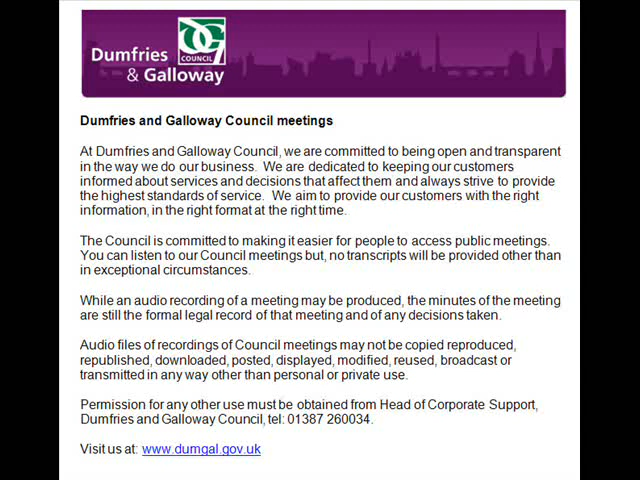 Dumfries
COUNCIL
& Galloway
Dumfries and Galloway Council meetings
At Dumfries and Galloway Council, we are committed to being open and transparent
in the way we do our business. We are dedicated to keeping our customers
informed about services and decisions that affect them and always strive to provide
the highest standards of service. We aim to provide our customers with the right
information, in the right format at the right time.
The Council is committed to making it easier for people to access public meetings.
You can listen to our Council meetings but, no transcripts will be provided other than
in exceptional circumstances.
While an audio recording of a meeting may be produced, the minutes of the meeting
are still the formal legal record of that meeting and of any decisions taken.
Audio files of recordings of Council meetings may not be copied reproduced,
republished, downloaded, posted, displayed, modified, reused, broadcast or
transmitted in any way other than personal or private use.
Permission for any other use must be obtained from Head of Corporate Support,
Dumfries and Galloway Council, tel: 01387 260034.
Visit us at: www.dumgal.gov.uk